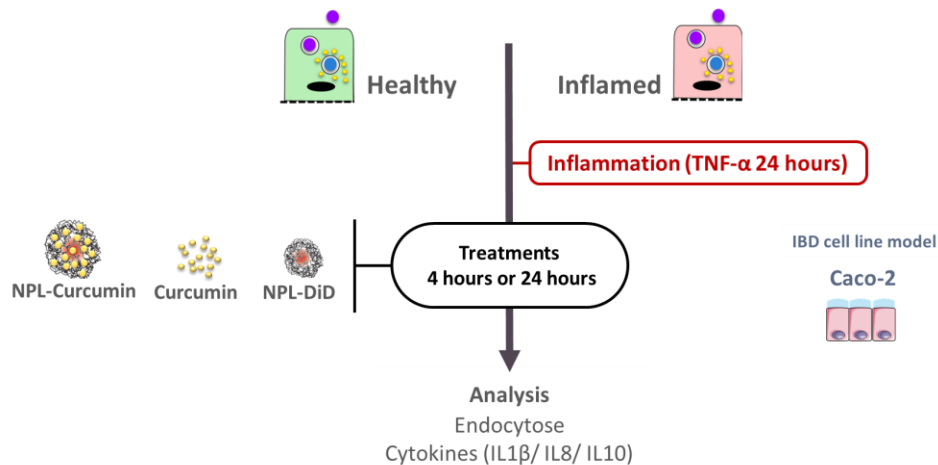 Healthy
Inflamed
Inflammation (TNF-α 24 hours)
Treatments
4 hours or 24 hours
NPL-Curcumin
Curcumin
NPL-DiD
IBD cell line model
Caco-2
Analysis
Endocytose
Cytokines (IL1β/ IL8/ IL10)